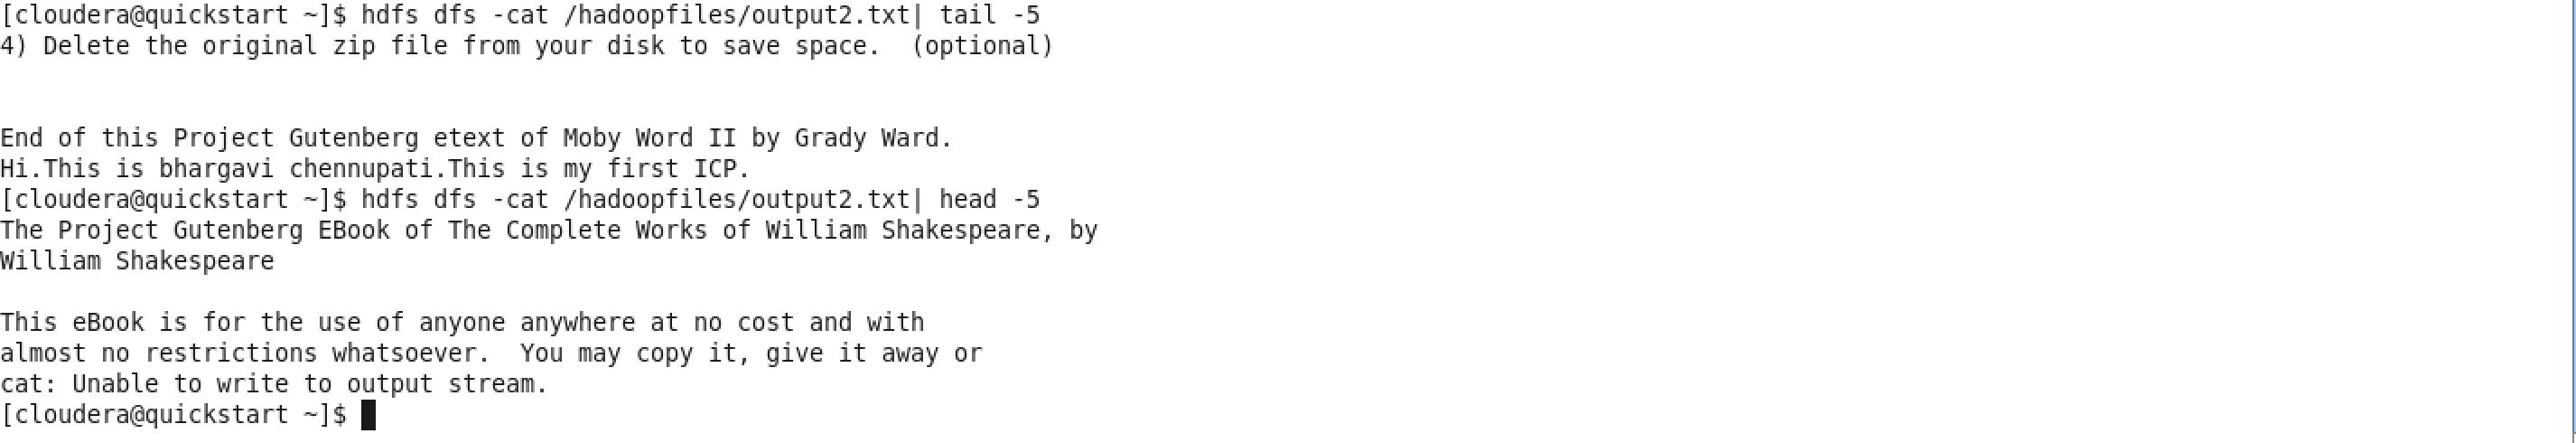 [cloudera@quickstart ~]$ hdfs dfs -cat /hadoopfiles/output2.txt| tail -5
4) Delete the original zip file from your disk to save space.  (optional)
End of this Project Gutenberg etext of Moby Word II by Grady Ward.
Hi.This is bhargavi chennupati.This is my first ICP.
[cloudera@quickstart ~]$ hdfs dfs -cat /hadoopfiles/output2.txt| head -5
The Project Gutenberg EBook of The Complete Works of William Shakespeare, by
William Shakespeare
This eBook is for the use of anyone anywhere at no cost and with
almost no restrictions whatsoever.  You may copy it, give it away or
cat: Unable to write to output stream.
[cloudera@quickstart ~]$